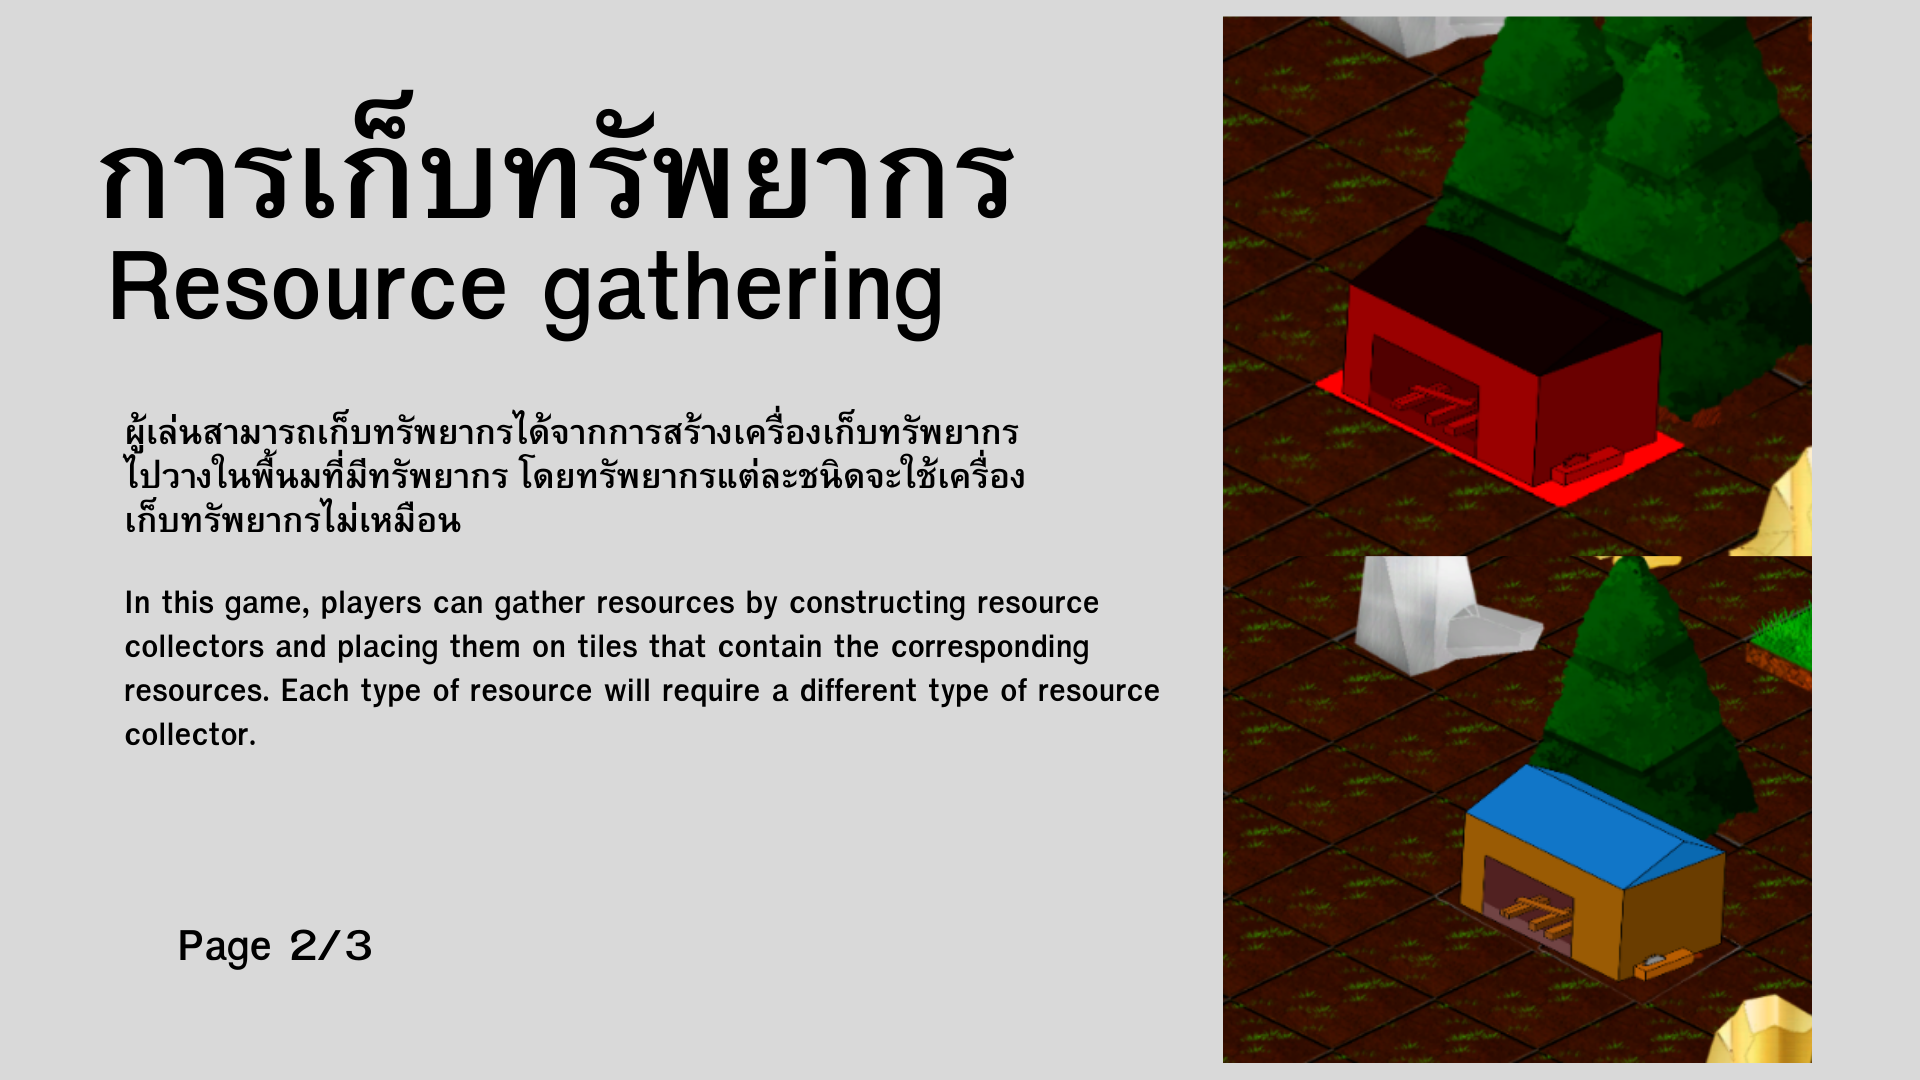 การเก็บทรัพยากร
Resource gathering
ผู้เล่นสามารถเก็บทรัพยากรได้จากการสร้างเครื่องเก็บทรัพยากร
ไปวางในพื้นมที่มีทรัพยากร โดยทรัพยากรแต่ละชนิดจะใช้เครื่อง
เก็บทรัพยากรไม่เหมือน
In this game, players can gather resources by constructing resource
collectors and placing them on tiles that contain the corresponding
resources. Each type of resource will require a different type of resource
collector.
Page 2/3